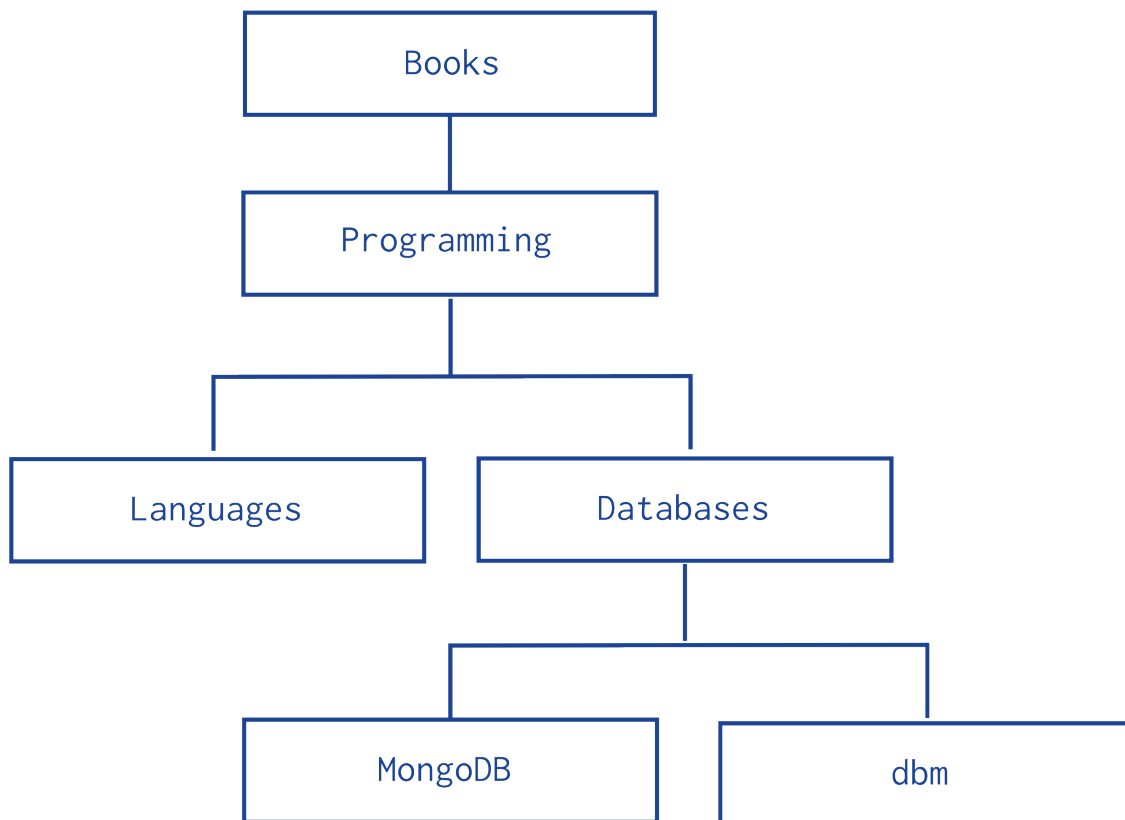 Books
Programming
Languages
Databases
MongoDB
dbm